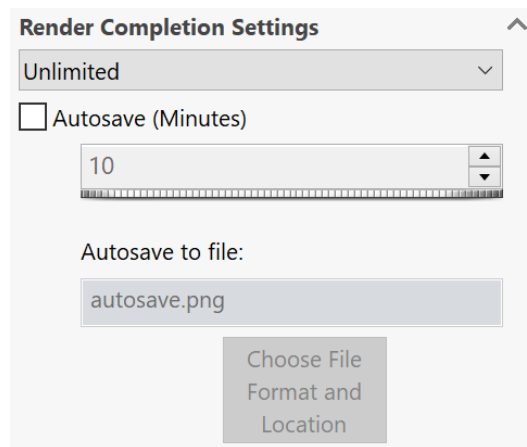 Render Completion Settings
Unlimited
Autosave (Minutes)
10
Autosave to file:
autosave.png
Choose File
Format and
Location